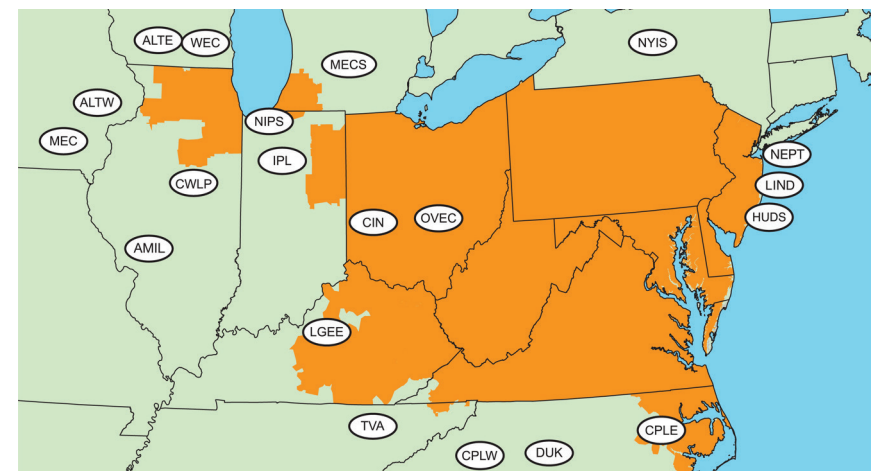 ALTE
WEC
NYIS
MECS
ALTW
NIPS
MEC
NEPT
IPL
CWLP
LIND
CIN
OVEC
HUDS
AMIL
LGEE
TVA
CPLE
CPLW
DUK